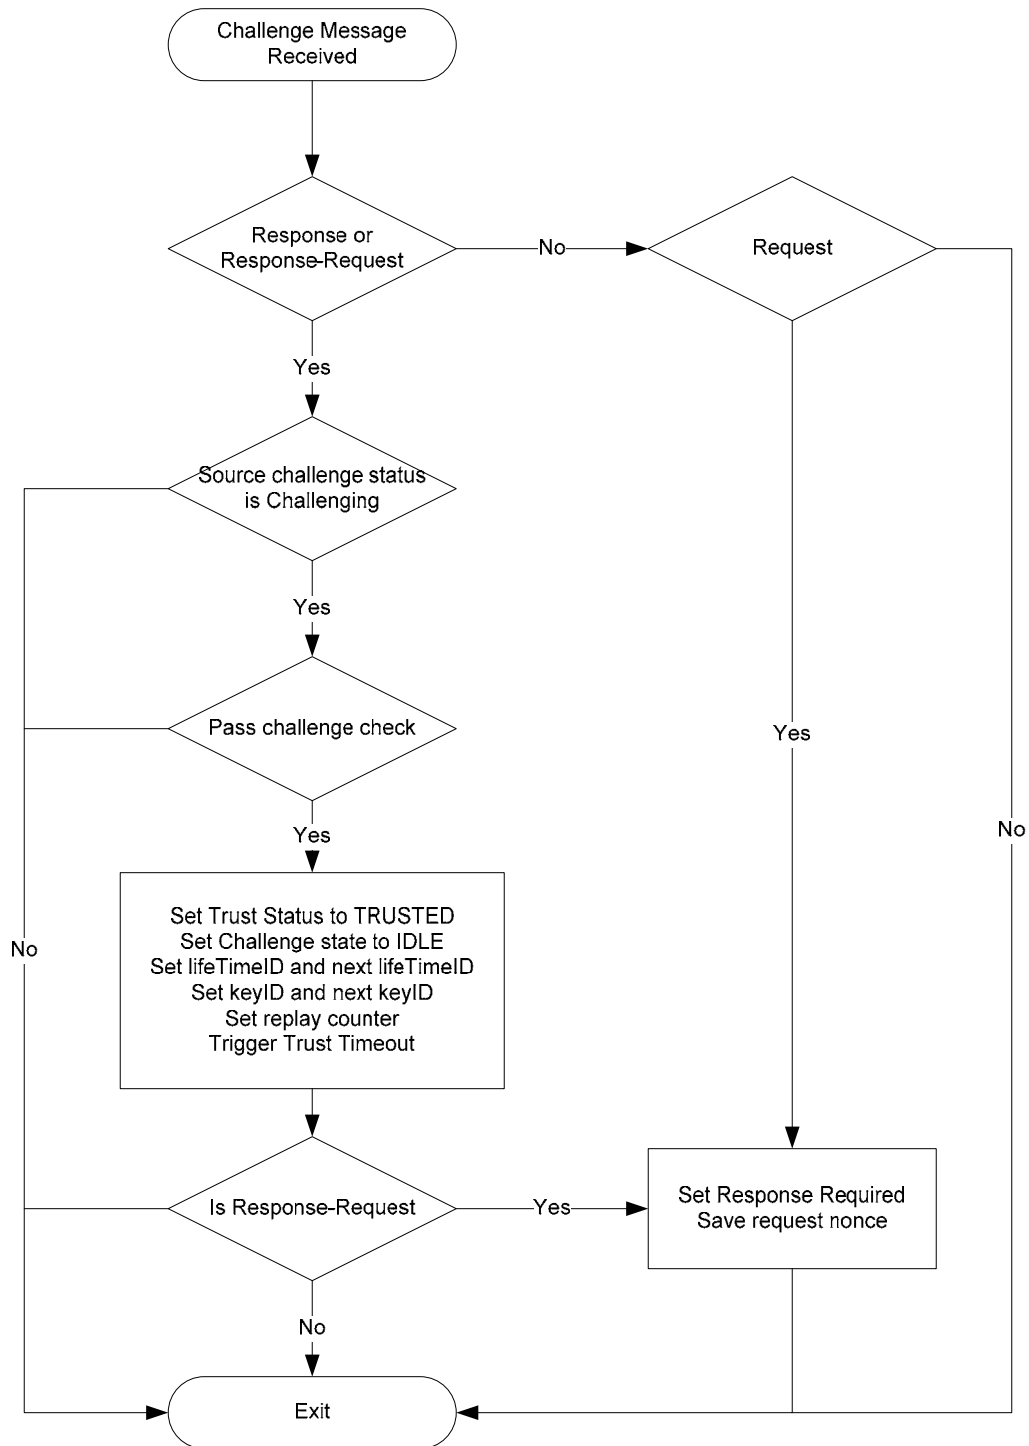 Challenge Message
Received
Response or
Response-Request
No
Request
Yes
Source challenge status
is Challenging
Yes
Pass challenge check
Yes
Yes
No
Set Trust Status to TRUSTED
Set Challenge state to IDLE
Set lifeTimeID and next lifeTimeID
Set keyID and next keyID
Set replay counter
Trigger Trust Timeout
No
Is Response-Request
Yes
Set Response Required
Save request nonce
No
Exit